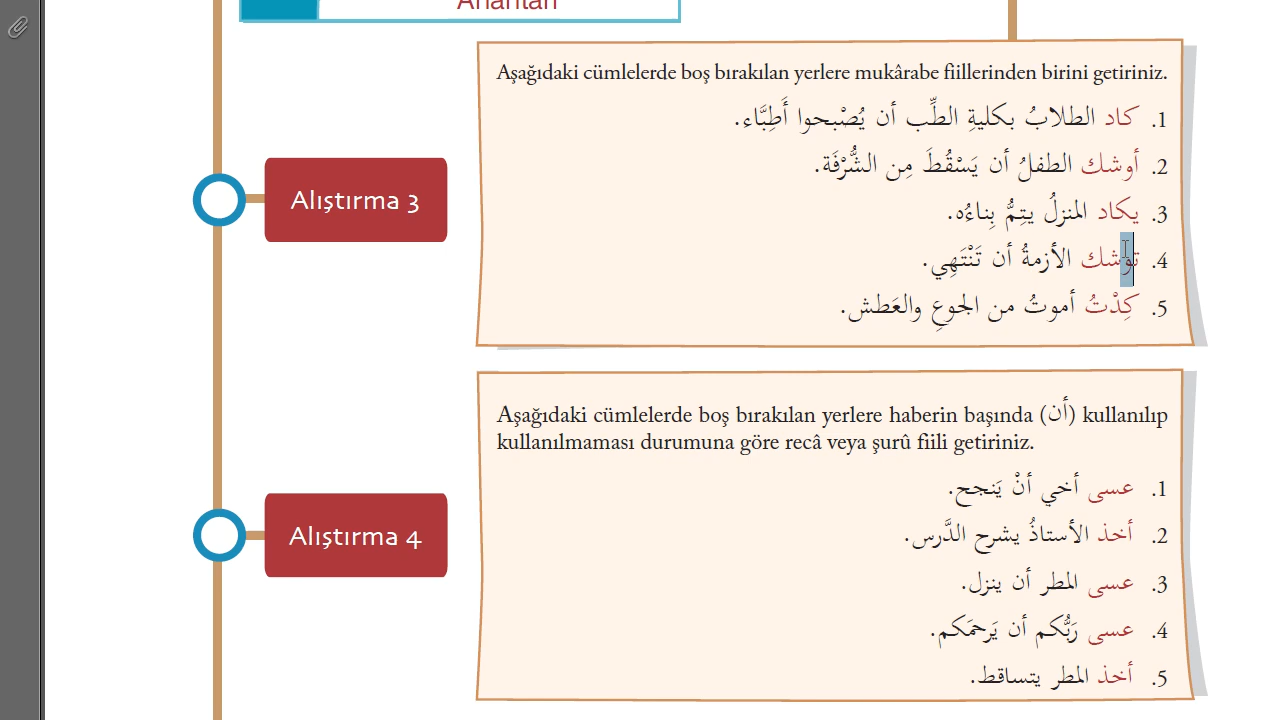 Anahtarı
Aşağıdaki cümlelerde boş bırakılan yerlere mukârabe fiillerinden birini getiriniz.
1. كاد الطلابُ بكليةِ الطِّب أن يُصْبحوا أَطِبَّاء.
2. أوشك الطفلُ أن يَسْقُطَ مِن الشُّرْفَة.
Alıştırma 3
3. يكاد المنزلُ يتِمُّ بِناءُه.
4. توشك الأزمةُ أن تَنْتَهِي.
5. كِدْتُ أموتُ من الجوعِ والعَطش.
Aşağıdaki cümlelerde boş bırakılan yerlere haberin başında (أن) kullanılıp
kullanılmaması durumuna göre recâ veya şurû fiili getiriniz.
1. عسى أخي أنْ يَنجح.
2. أخذ الأستاذُ يشرح الدَّرس.
Alıştırma 4
3. عسى المطر أن ينزل.
4. عسى رَبُّكم أن يَرحمَكم.
5. أخذ المطر يتساقط.